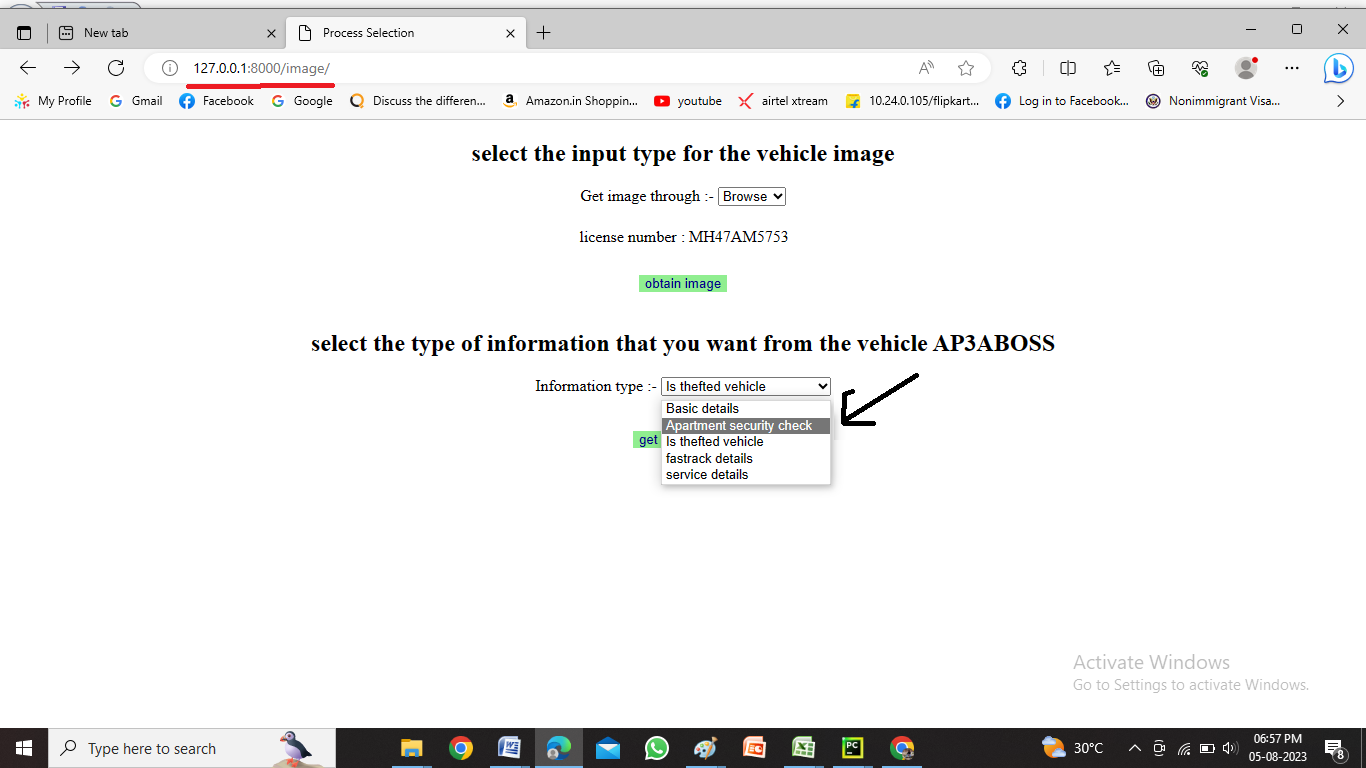 New tab
Process Selection
127.0.0.1:8000/image/
My Profile Gmail Facebook Google Discuss the differen... Amazon.in Shoppin... youtube airtel xtream 10.24.0.105/flipkart... Log in to Facebook... Nonimmigrant Visa...
select the input type for the vehicle image
Get image through :- Browse
license number : MH47AM5753
obtain image
select the type of information that you want from the vehicle AP3ABOSS
Information type :- Is thefted vehicle
Basic details
Apartment security check
get Is thefted vehicle
fastrack details
service details
Activate Windows
Go to Settings to activate Windows.
Type here to search
30°C
06:57 PM
05-08-2023
8